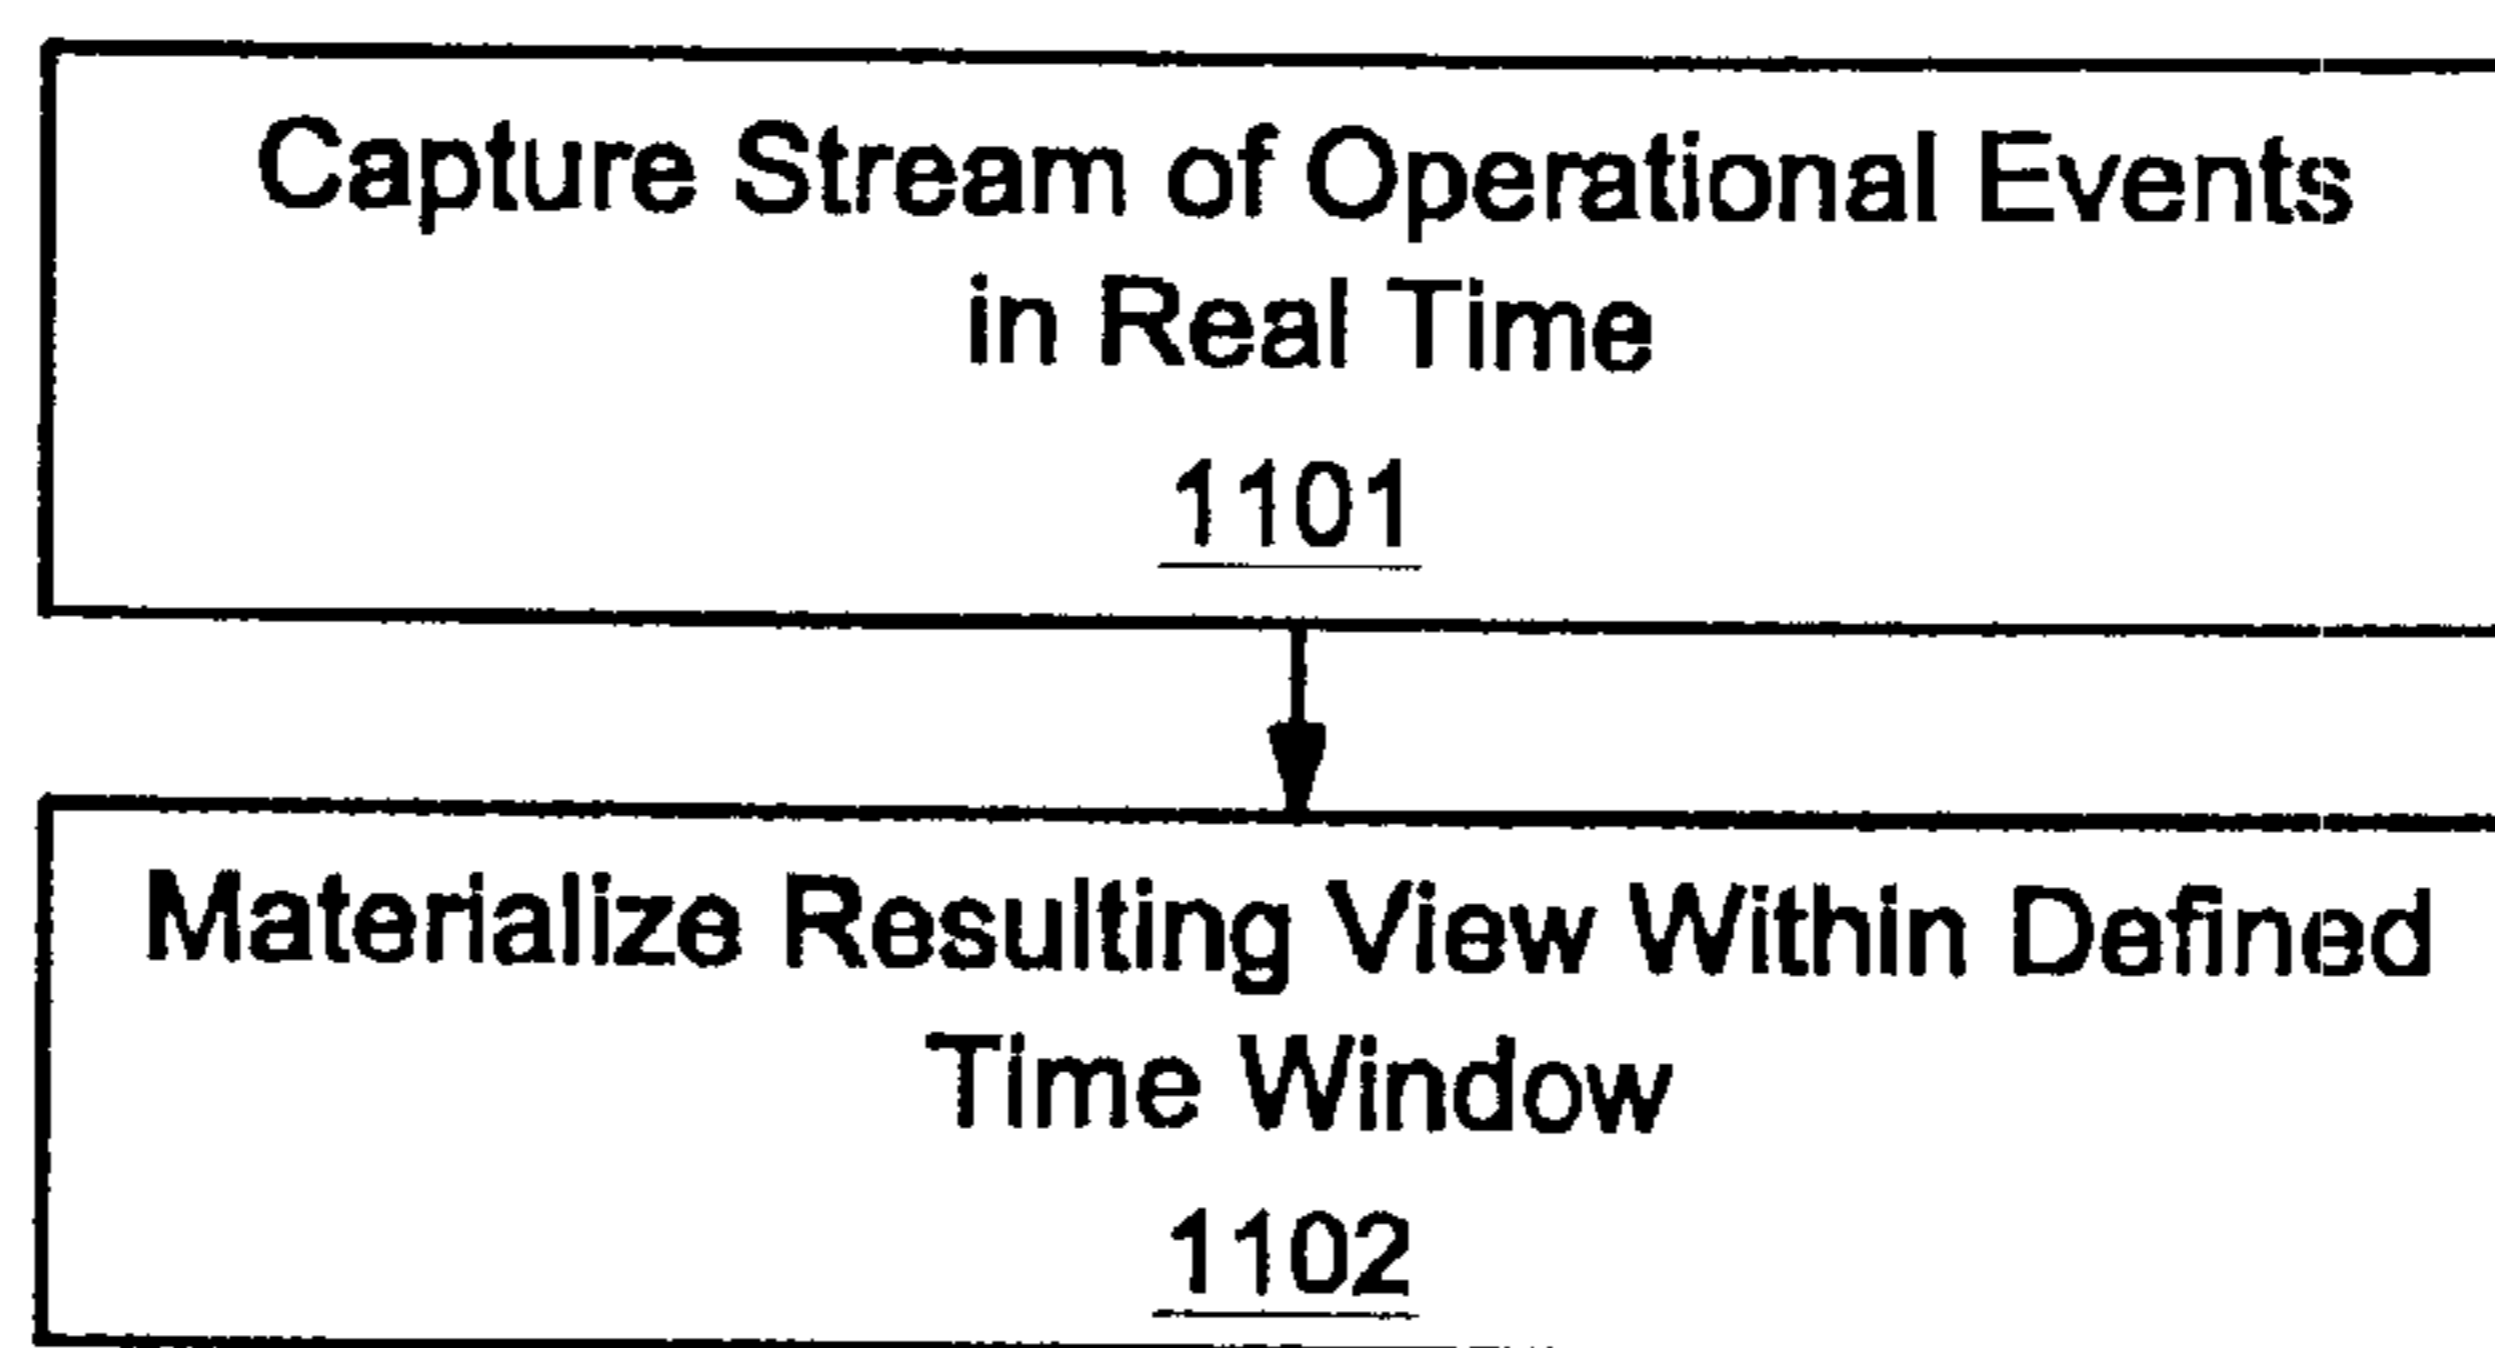 Capture Stream of Operational Events
in Real Time
1101
Materialize Resulting View Within Defined
Time Window
1102